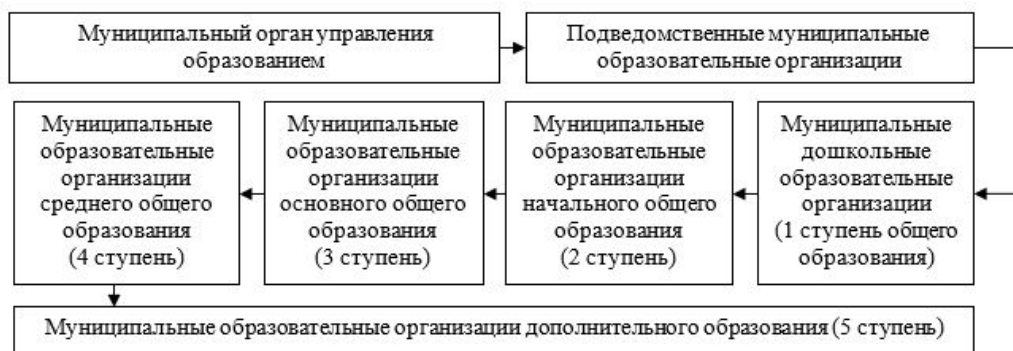 Муниципальный орган управления
образованием
Подведомственные муниципальные
образовательные организации
Муниципальные
образовательные
организации
среднего общего
образования
(4 ступень)
Муниципальные
образовательные
организации
основного общего
образования
(3 ступень)
Муниципальные
образовательные
организации
начального общего
образования
(2 ступень)
Муниципальные
дошкольные
образовательные
организации
(1 ступень общего
образования)
Муниципальные образовательные организации дополнительного образования (5 ступень)